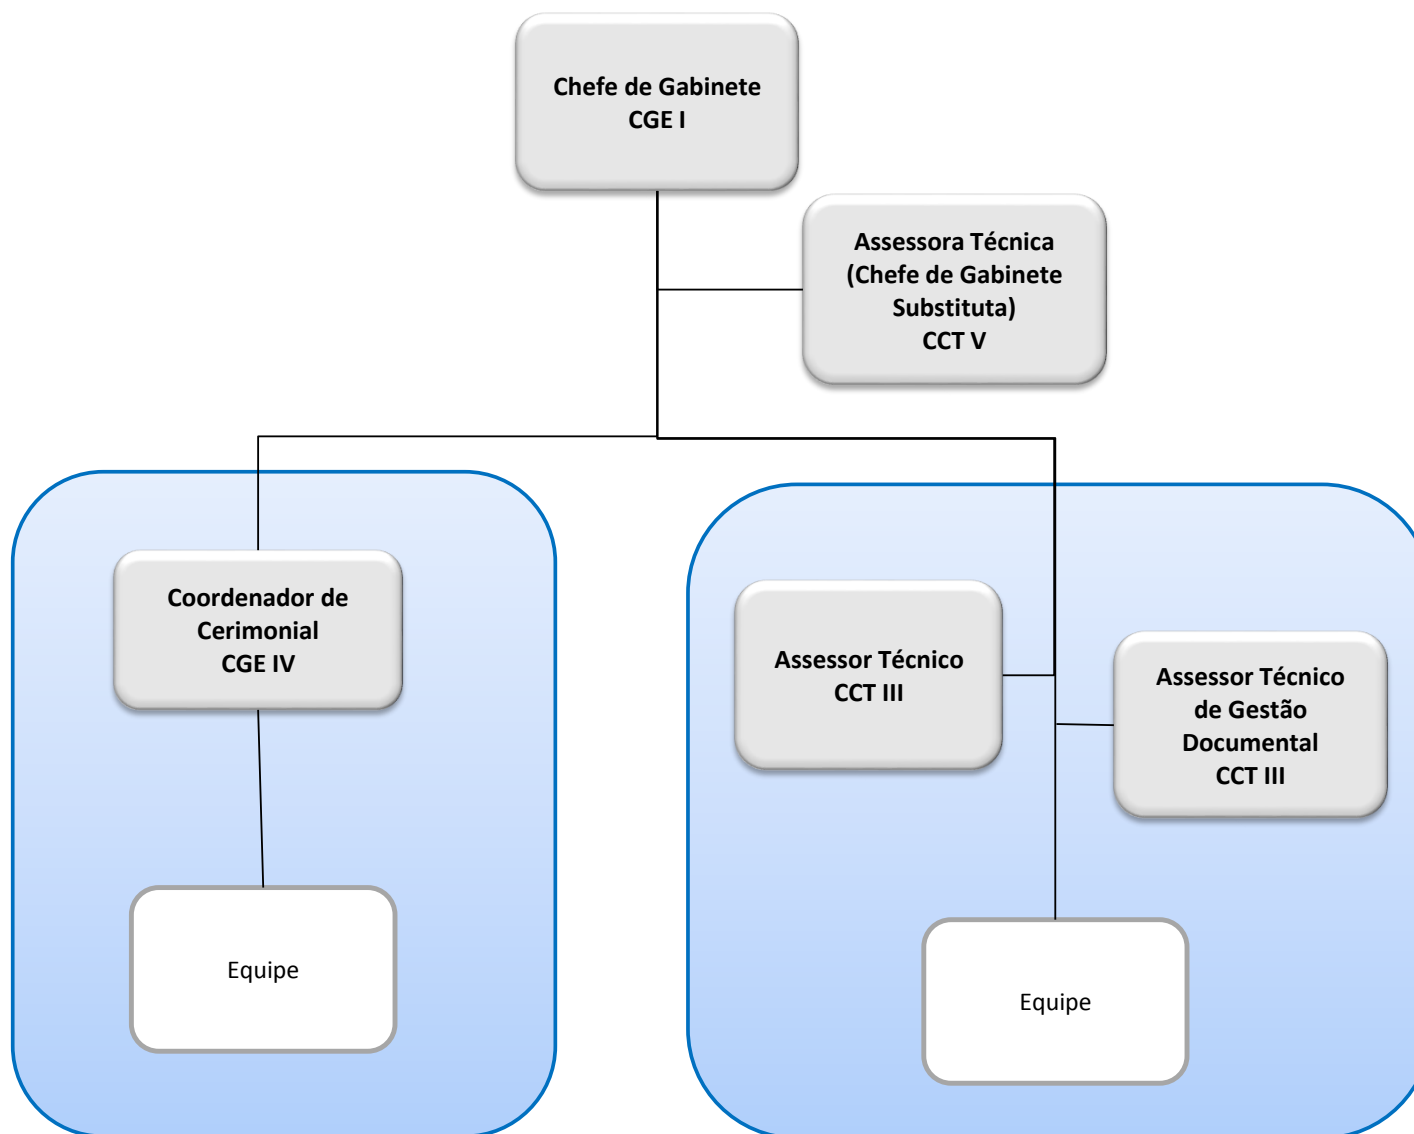 Chefe de Gabinete
CGE I
Assessora Técnica
(Chefe de Gabinete
Substituta)
CCT V
Coordenador de
Cerimonial
CGE IV
Assessor Técnico
CCT III
Assessor Técnico
de Gestão
Documental
CCT III
Equipe
Equipe